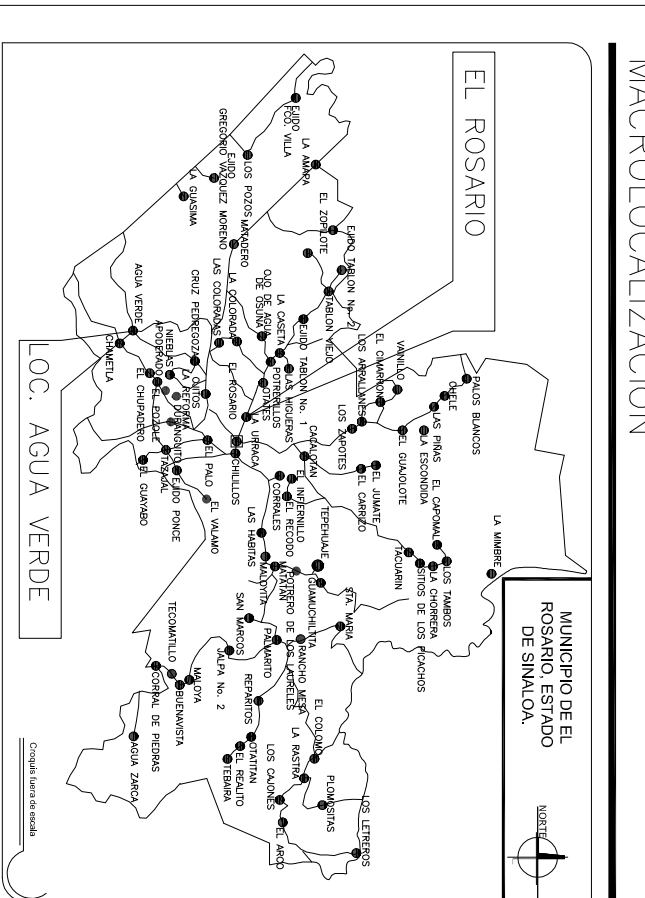 MACROLOCALIZACION
EL ROSARIO
MUNICIPIO DE EL
ROSARIO, ESTADO
DE SINALOA.
NORTE
LOC. AGUA VERDE
Croquis fuera de escala
EJIDO
FCO. VILLA
LA AMAPA
EJIDO
GREGORIO VAZQUEZ MORENO
LOS POZOS
LA GUASIMA
MATADERO
EL ZOPILOTE
EJIDO TABLON No. 2
TABLON VIEJO
EJIDO TABLON No. 1
LA CASETA
OJO DE AGUA
DE OSUNA
LA COLORADA
LAS COLORADAS
CRUZ PEDREGOZA
LAS HIGUERAS
POTRERILLOS
OTATES
EL ROSARIO
LA URRACA
CHILILLOS
AGUA VERDE
CHAMETLA
NIEBLAS
APODERADO
LA REFORMA
EL POZOLE
EL CHUPADERO
DURANGUITO
TAZAJAL
EL GUAYABO
EJIDO PONCE
EL PALO
EL VALAMO
PALOS BLANCOS
CHELE
VAINILLO
EL CIMARRON
LOS ARRALLANES
LAS PIÑAS
LA ESCONDIDA
EL GUAJOLOTE
LOS ZAPOTES
CACALOTAN
EL JUMATE
EL CARRIZO
EL CAPOMAL
LOS TAMBOS
LA CHORRERA
SITIOS DE LOS PICACHOS
TACUARIN
LA MIMBRE
EL INFIERNILLO
EL RECODO
CORRALES
TEPEHUAJE
GUAMUCHILTITA
STA. MARIA
LAS HABITAS
MALOYITA
MATATAN
POTRERO DE LOS LAURELES
RANCHO MESA
PALMARITO
SAN MARCOS
JALPA No. 2
TECOMATILLO
MALOYA
BUENAVISTA
CORRAL DE PIEDRAS
AGUA ZARCA
REPARITOS
OTATITAN
EL REALITO
TEBAIRA
EL COLOMO
LA RASTRA
PLOMOSITAS
LOS CAJONES
EL ARCO
LOS LETREROS